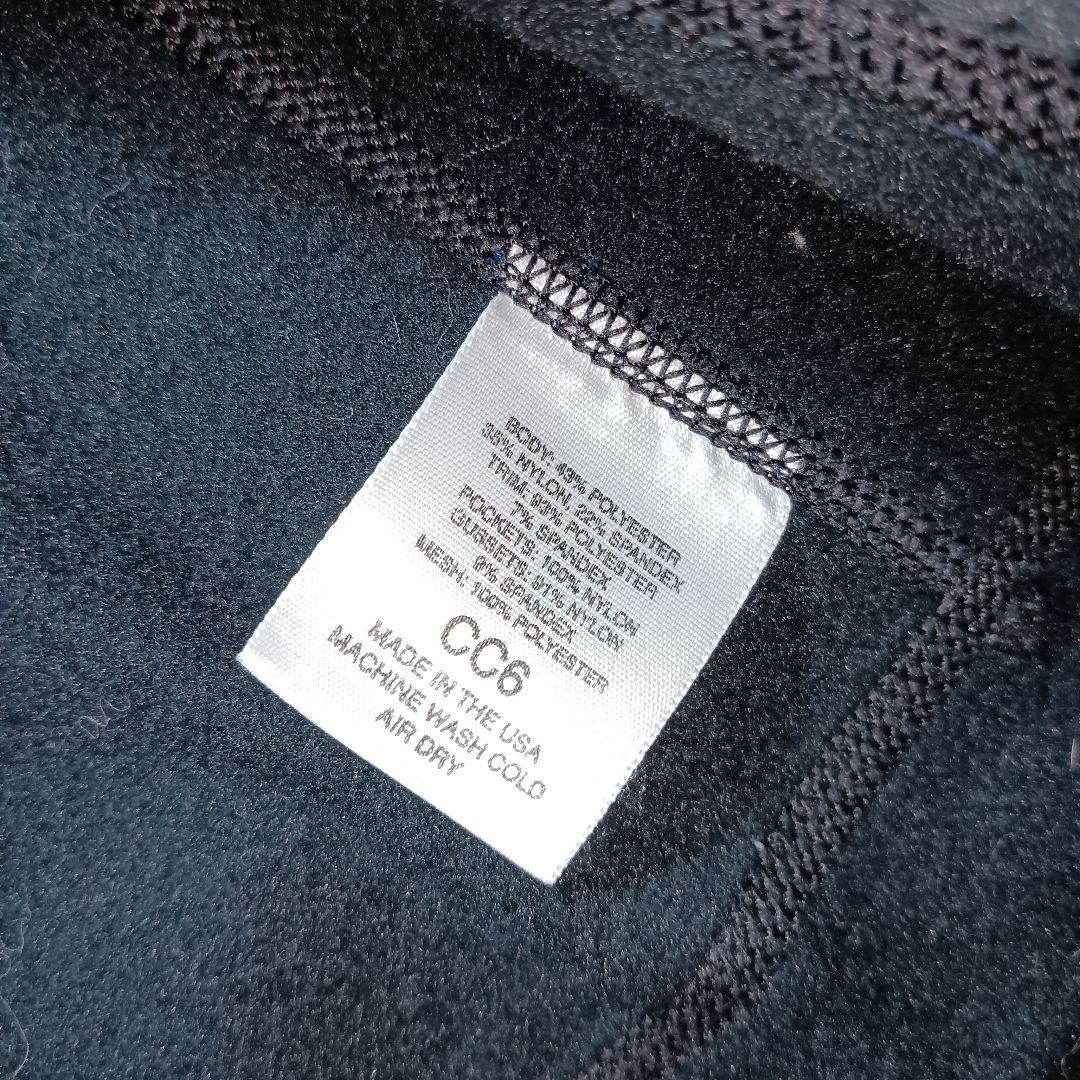 BODY: 43% POLYESTER
35% NYLON, 22% SPANDEX
TRIM: 93% POLYESTER
7% SPANDEX
POCKETS: 100% NYLON
GUSSETS: 91% NYLON
9% SPANDEX
MESH: 100% POLYESTER
CC6
MADE IN THE USA
MACHINE WASH COLD
AIR DRY